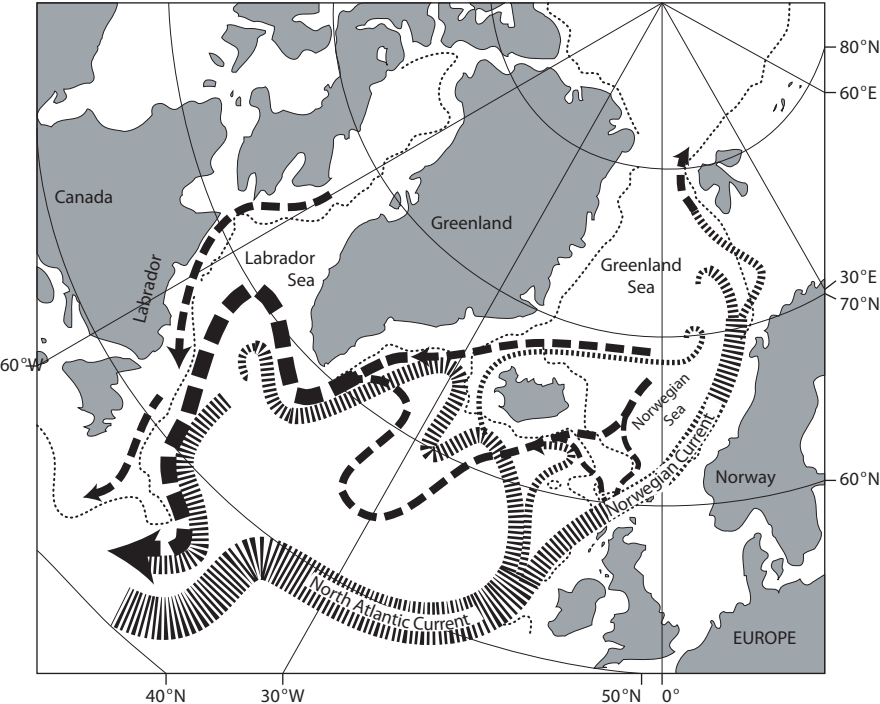 80°N
60°E
Canada
Greenland
Labrador
Labrador
Sea
Greenland
Sea
30°E
70°N
60°W
Norwegian
Sea
Norwegian Current
Norway
60°N
North Atlantic Current
EUROPE
40°N
30°W
50°N
0°